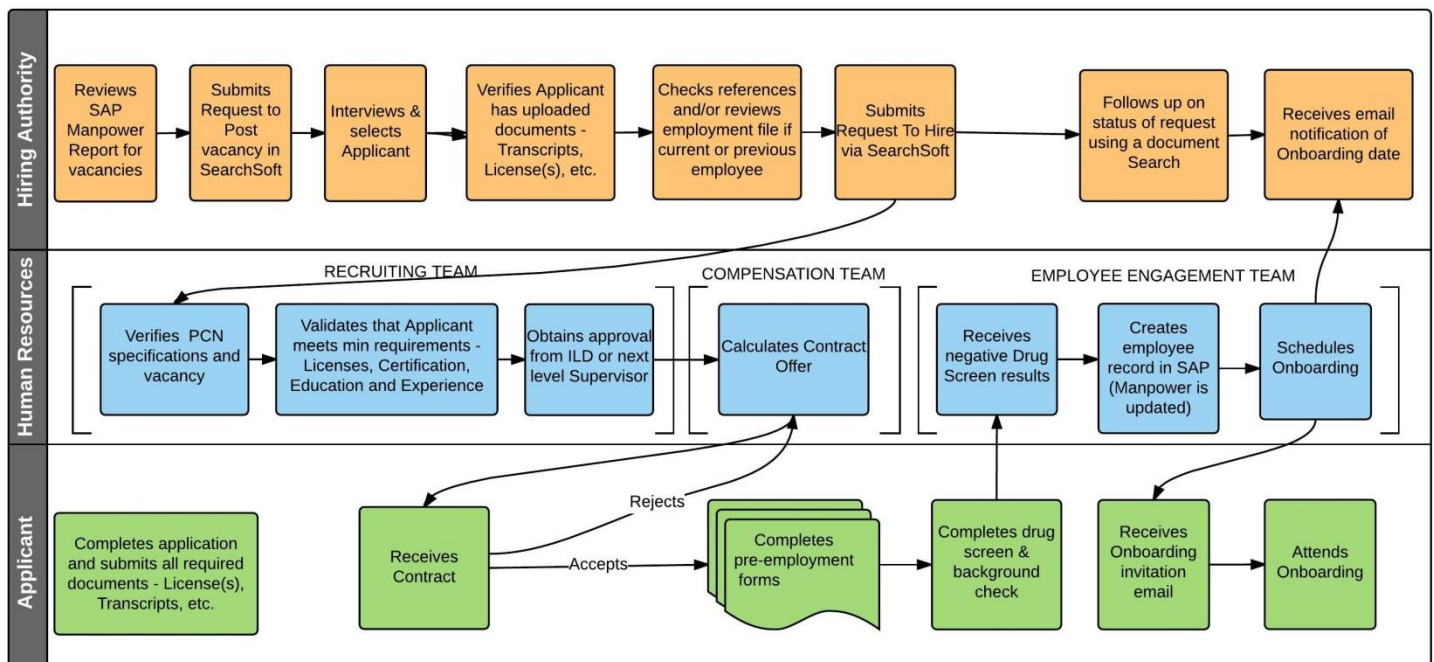 Hiring Authority
Reviews
SAP
Manpower
Report for
vacancies
Submits
Request to
Post
vacancy in
SearchSoft
Interviews &
selects
Applicant
Verifies Applicant
has uploaded
documents -
Transcripts,
License(s), etc.
Checks references
and/or reviews
employment file if
current or previous
employee
Submits
Request To Hire
via SearchSoft
Follows up on
status of request
using a document
Search
Receives email
notification of
Onboarding date
Human Resources
RECRUITING TEAM
Verifies PCN
specifications and
vacancy
Validates that Applicant
meets min requirements -
Licenses, Certification,
Education and Experience
Obtains approval
from ILD or next
level Supervisor
COMPENSATION TEAM
Calculates Contract
Offer
EMPLOYEE ENGAGEMENT TEAM
Receives
negative Drug
Screen results
Creates
employee
record in SAP
(Manpower is
updated)
Schedules
Onboarding
Applicant
Completes application
and submits all required
documents - License(s),
Transcripts, etc.
Receives
Contract
Rejects
Accepts
Completes
pre-employment
forms
Completes drug
screen &
background
check
Receives
Onboarding
invitation
email
Attends
Onboarding